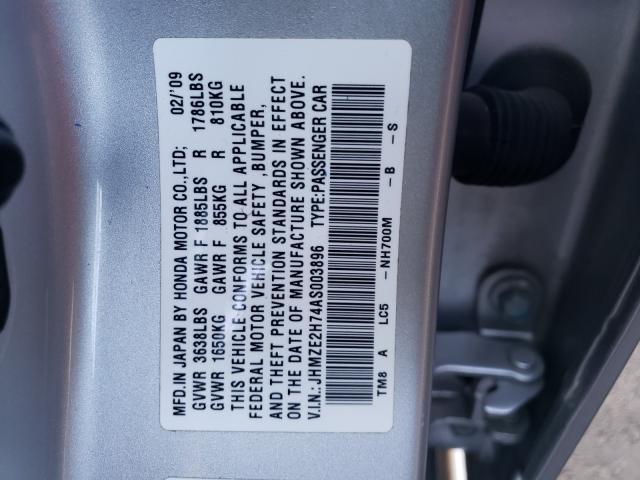 MFD.IN JAPAN BY HONDA MOTOR CO.,LTD; 02/'09
GVWR 3638LBS GAWR F 1885LBS R 1786LBS
GVWR 1650KG GAWR F 855KG R 810KG
THIS VEHICLE CONFORMS TO ALL APPLICABLE
FEDERAL MOTOR VEHICLE SAFETY ,BUMPER,
AND THEFT PREVENTION STANDARDS IN EFFECT
ON THE DATE OF MANUFACTURE SHOWN ABOVE.
V.I.N.:JHMZE2H74AS003896 TYPE:PASSENGER CAR
TM8 A LC5 -NH700M -B -S